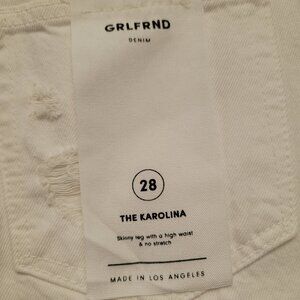 GRLFRND
DENIM
28
THE KAROLINA
Skinny leg with a high waist
& no stretch
MADE IN LOS ANGELES